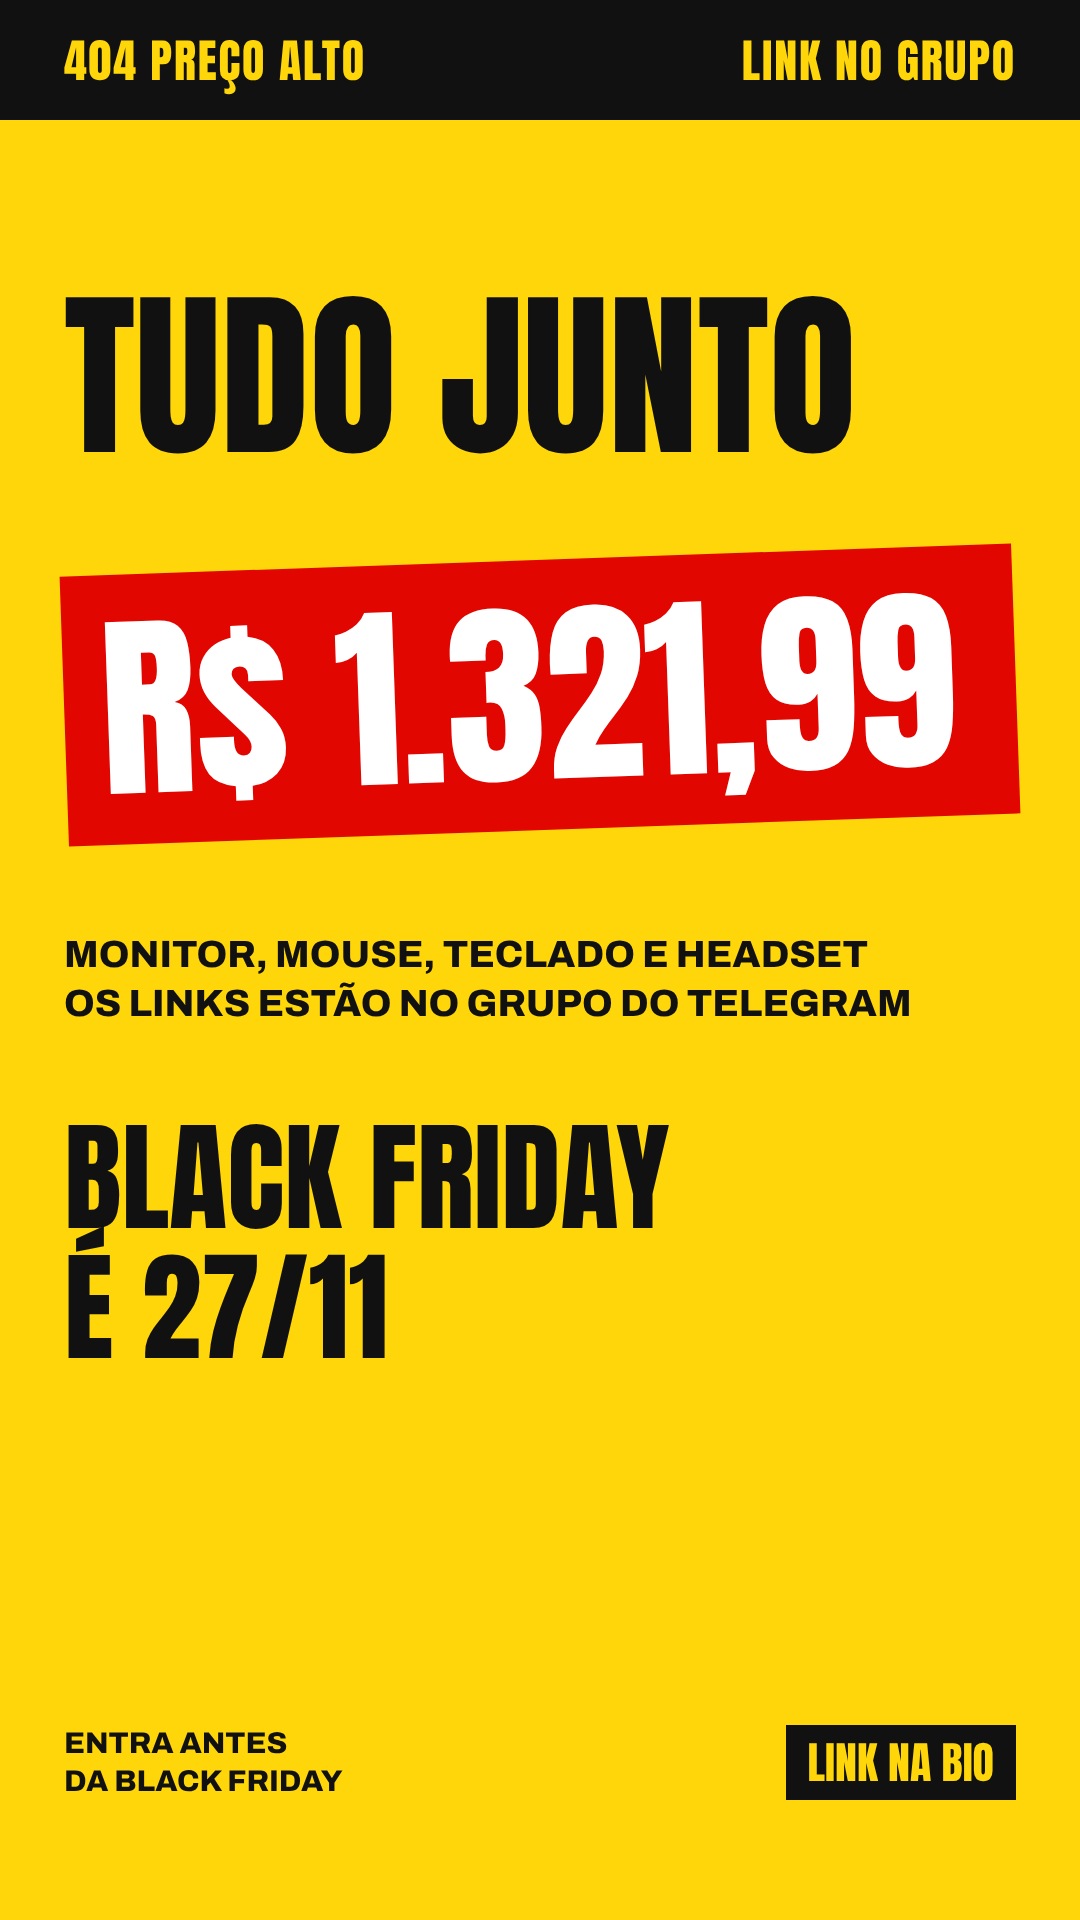 404 PREÇO ALTO
LINK NO GRUPO
TUDO JUNTO
R$ 1.321,99
MONITOR, MOUSE, TECLADO E HEADSET
OS LINKS ESTÃO NO GRUPO DO TELEGRAM
BLACK FRIDAY
É 27/11
ENTRA ANTES
DA BLACK FRIDAY
LINK NA BIO